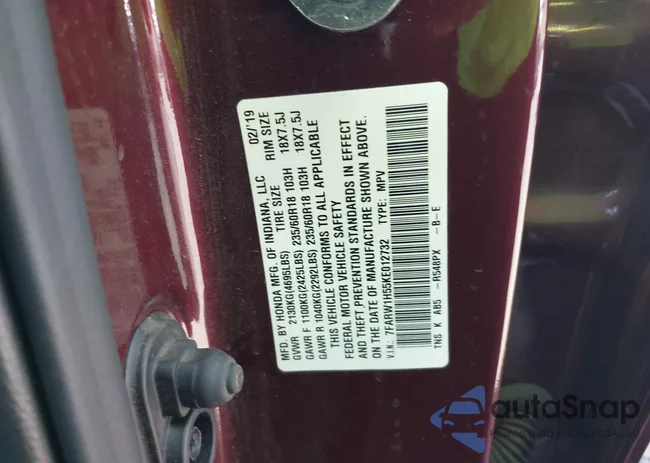 MFD. BY HONDA MFG. OF INDIANA, LLC 02/'19
TIRE SIZE RIM SIZE
GVWR 2130KG(4695LBS)
GAWR F 1100KG(2425LBS) 235/60R18 103H 18X7.5J
GAWR R 1040KG(2292LBS) 235/60R18 103H 18X7.5J
THIS VEHICLE CONFORMS TO ALL APPLICABLE
FEDERAL MOTOR VEHICLE SAFETY
AND THEFT PREVENTION STANDARDS IN EFFECT
ON THE DATE OF MANUFACTURE SHOWN ABOVE.
V.I.N.: 7FARW1H55KE012732 TYPE: MPV
TNS K AB5 -R548PX -B-E
autaSnap